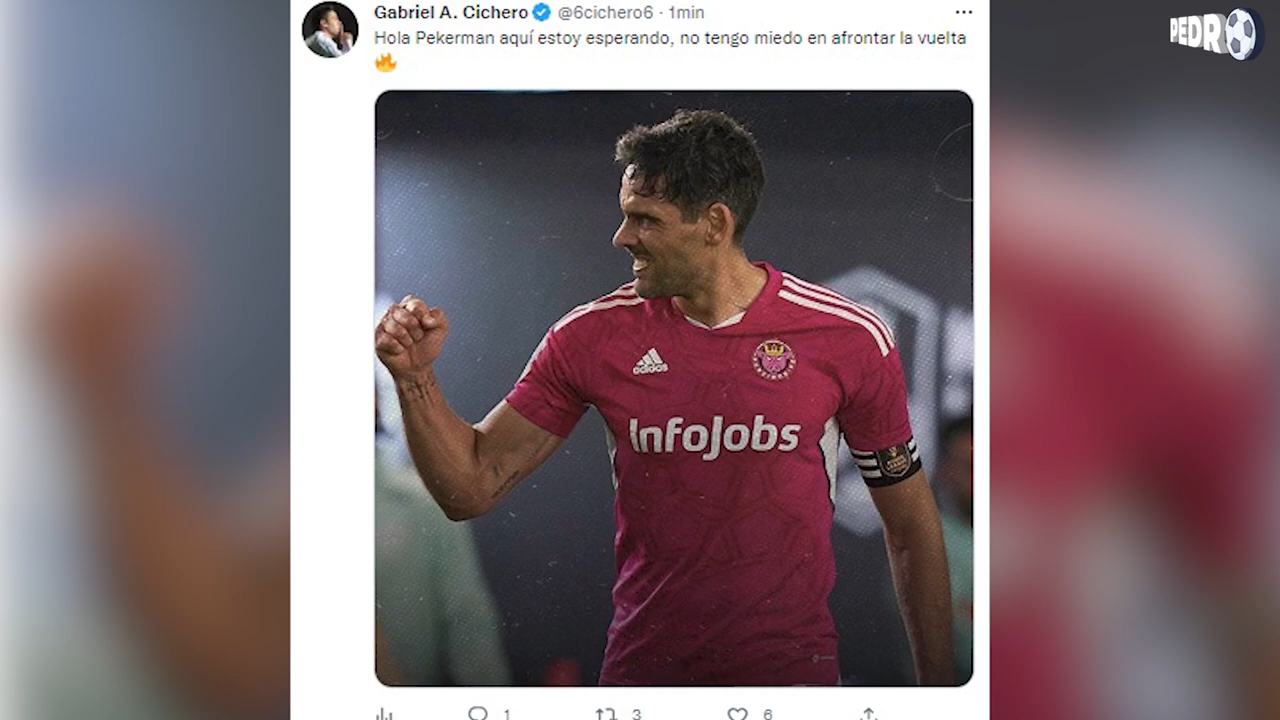 Gabriel A. Cichero @6cichero6 · 1min
Hola Pekerman aquí estoy esperando, no tengo miedo en afrontar la vuelta
🔥
PEDRO
adidas
InfoJobs
1 3 6